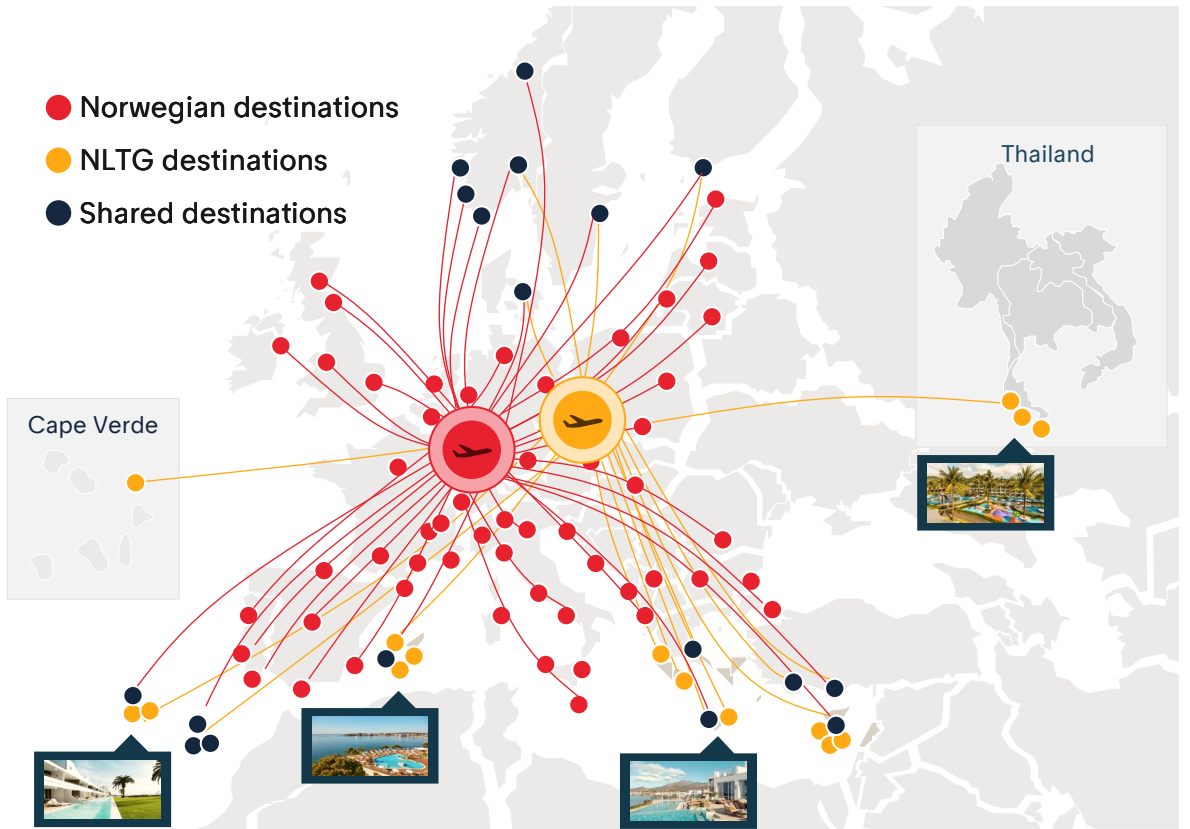 Norwegian destinations
NLTG destinations
Shared destinations
Thailand
Cape Verde